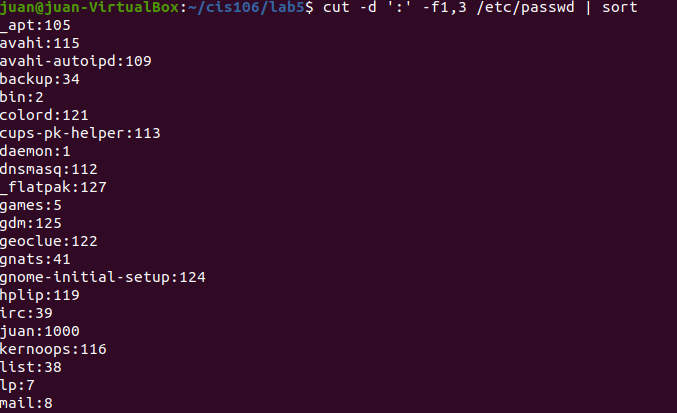 juan@juan-VirtualBox:~/cis106/lab5$ cut -d ':' -f1,3 /etc/passwd | sort
_apt:105
avahi:115
avahi-autoipd:109
backup:34
bin:2
colord:121
cups-pk-helper:113
daemon:1
dnsmasq:112
_flatpak:127
games:5
gdm:125
geoclue:122
gnats:41
gnome-initial-setup:124
hplip:119
irc:39
juan:1000
kernoops:116
list:38
lp:7
mail:8